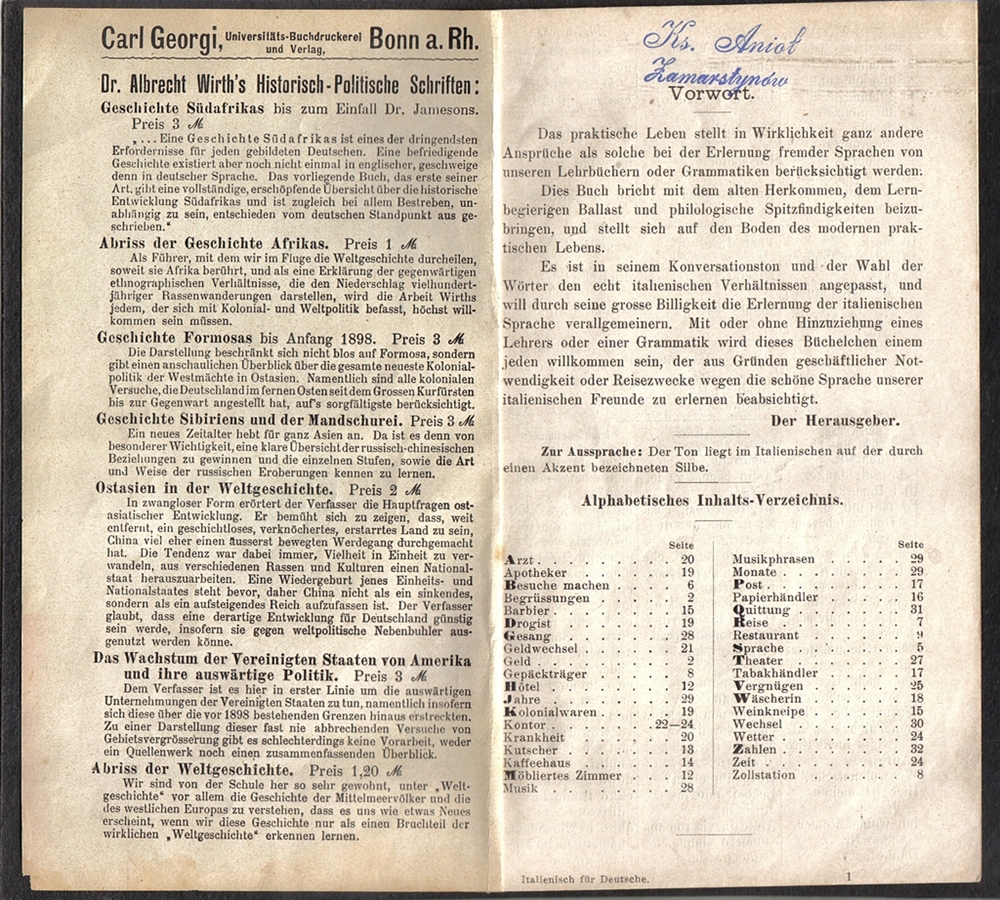 Carl Georgi, Universitäts-Buchdruckerei und Verlag, Bonn a. Rh.
Dr. Albrecht Wirth's Historisch-Politische Schriften:
Geschichte Südafrikas bis zum Einfall Dr. Jamesons.
Preis 3 ℳ
„... Eine Geschichte Südafrikas ist eines der dringendsten
Erfordernisse für jeden gebildeten Deutschen. Eine befriedigende
Geschichte existiert aber noch nicht einmal in englischer, geschweige
denn in deutscher Sprache. Das vorliegende Buch, das erste seiner
Art, gibt eine vollständige, erschöpfende Übersicht über die historische
Entwicklung Südafrikas und ist zugleich bei allem Bestreben, un-
abhängig zu sein, entschieden vom deutschen Standpunkt aus ge-
schrieben.“
Abriss der Geschichte Afrikas. Preis 1 ℳ
Als Führer, mit dem wir im Fluge die Weltgeschichte durcheilen,
soweit sie Afrika berührt, und als eine Erklärung der gegenwärtigen
ethnographischen Verhältnisse, die den Niederschlag vielhundert-
jähriger Rassenwanderungen darstellen, wird die Arbeit Wirths
jedem, der sich mit Kolonial- und Weltpolitik befasst, höchst will-
kommen sein müssen.
Geschichte Formosas bis Anfang 1898. Preis 3 ℳ
Die Darstellung beschränkt sich nicht blos auf Formosa, sondern
gibt einen anschaulichen Überblick über die gesamte neueste Kolonial-
politik der Westmächte in Ostasien. Namentlich sind alle kolonialen
Versuche, die Deutschland im fernen Osten seit dem Grossen Kurfürsten
bis zur Gegenwart angestellt hat, auf's sorgfältigste berücksichtigt.
Geschichte Sibiriens und der Mandschurei. Preis 3 ℳ
Ein neues Zeitalter hebt für ganz Asien an. Da ist es denn von
besonderer Wichtigkeit, eine klare Übersicht der russisch-chinesischen
Beziehungen zu gewinnen und die einzelnen Stufen, sowie die Art
und Weise der russischen Eroberungen kennen zu lernen.
Ostasien in der Weltgeschichte. Preis 2 ℳ
In zwangloser Form erörtert der Verfasser die Hauptfragen ost-
asiatischer Entwicklung. Er bemüht sich zu zeigen, dass, weit
entfernt, ein geschichtloses, verknöchertes, erstarrtes Land zu sein,
China viel eher einen äusserst bewegten Werdegang durchgemacht
hat. Die Tendenz war dabei immer, Vielheit in Einheit zu ver-
wandeln, aus verschiedenen Rassen und Kulturen einen National-
staat herauszuarbeiten. Eine Wiedergeburt jenes Einheits- und
Nationalstaates steht bevor, daher China nicht als ein sinkendes,
sondern als ein aufsteigendes Reich aufzufassen ist. Der Verfasser
glaubt, dass eine derartige Entwicklung für Deutschland günstig
sein werde, insofern sie gegen weltpolitische Nebenbuhler aus-
genutzt werden könne.
Das Wachstum der Vereinigten Staaten von Amerika
und ihre auswärtige Politik. Preis 3 ℳ
Dem Verfasser ist es hier in erster Linie um die auswärtigen
Unternehmungen der Vereinigten Staaten zu tun, namentlich insofern
sich diese über die vor 1898 bestehenden Grenzen hinaus erstreckten.
Zu einer Darstellung dieser fast nie abbrechenden Versuche von
Gebietsvergrösserung gibt es schlechterdings keine Vorarbeit, weder
ein Quellenwerk noch einen zusammenfassenden Überblick.
Abriss der Weltgeschichte. Preis 1,20 ℳ
Wir sind von der Schule her so sehr gewohnt, unter „Welt-
geschichte“ vor allem die Geschichte der Mittelmeervölker und die
des westlichen Europas zu verstehen, dass es uns wie etwas Neues
erscheint, wenn wir diese Geschichte nur als einen Bruchteil der
wirklichen „Weltgeschichte“ erkennen lernen.
Ks. Anioł
Zamarstynów
Vorwort.
Das praktische Leben stellt in Wirklichkeit ganz andere
Ansprüche als solche bei der Erlernung fremder Sprachen von
unseren Lehrbüchern oder Grammatiken berücksichtigt werden.
Dies Buch bricht mit dem alten Herkommen, dem Lern-
begierigen Ballast und philologische Spitzfindigkeiten beizu-
bringen, und stellt sich auf den Boden des modernen prak-
tischen Lebens.
Es ist in seinem Konversationston und der Wahl der
Wörter den echt italienischen Verhältnissen angepasst, und
will durch seine grosse Billigkeit die Erlernung der italienischen
Sprache verallgemeinern. Mit oder ohne Hinzuziehung eines
Lehrers oder einer Grammatik wird dieses Büchelchen einem
jeden willkommen sein, der aus Gründen geschäftlicher Not-
wendigkeit oder Reisezwecke wegen die schöne Sprache unserer
italienischen Freunde zu erlernen beabsichtigt.
Der Herausgeber.
Zur Aussprache: Der Ton liegt im Italienischen auf der durch
einen Akzent bezeichneten Silbe.
Alphabetisches Inhalts-Verzeichnis.
Seite
Arzt 20
Apotheker 19
Besuche machen 6
Begrüssungen 2
Barbier 15
Drogist 19
Gesang 28
Geldwechsel 21
Geld 2
Gepäckträger 8
Hôtel 12
Jahre 29
Kolonialwaren 19
Kontor 22—24
Krankheit 20
Kutscher 13
Kaffeehaus 14
Möbliertes Zimmer 12
Musik 28
Seite
Musikphrasen 29
Monate 29
Post 17
Papierhändler 16
Quittung 31
Reise 7
Restaurant 9
Sprache 5
Theater 27
Tabakhändler 17
Vergnügen 25
Wäscherin 18
Weinkneipe 15
Wechsel 30
Wetter 24
Zahlen 32
Zeit 24
Zollstation 8
Italienisch für Deutsche. 1